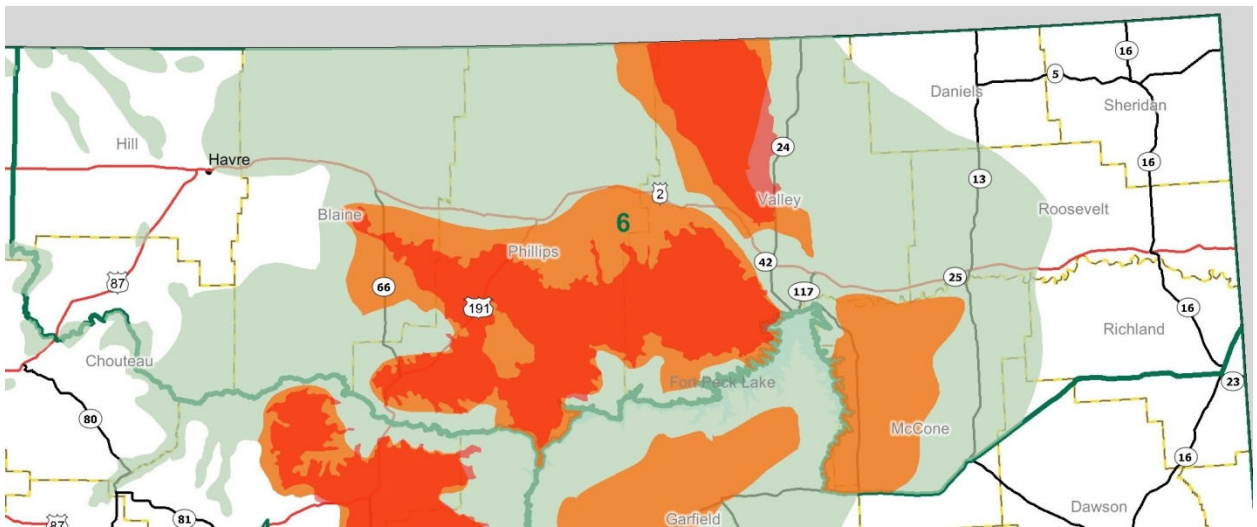 16
5
Daniels
Sheridan
Hill
24
Havre
16
13
2
Valley
Roosevelt
Blaine
6
Phillips
42
25
87
66
117
191
16
Richland
Chouteau
Fort Peck Lake
23
80
McCone
16
Dawson
87
81
Garfield